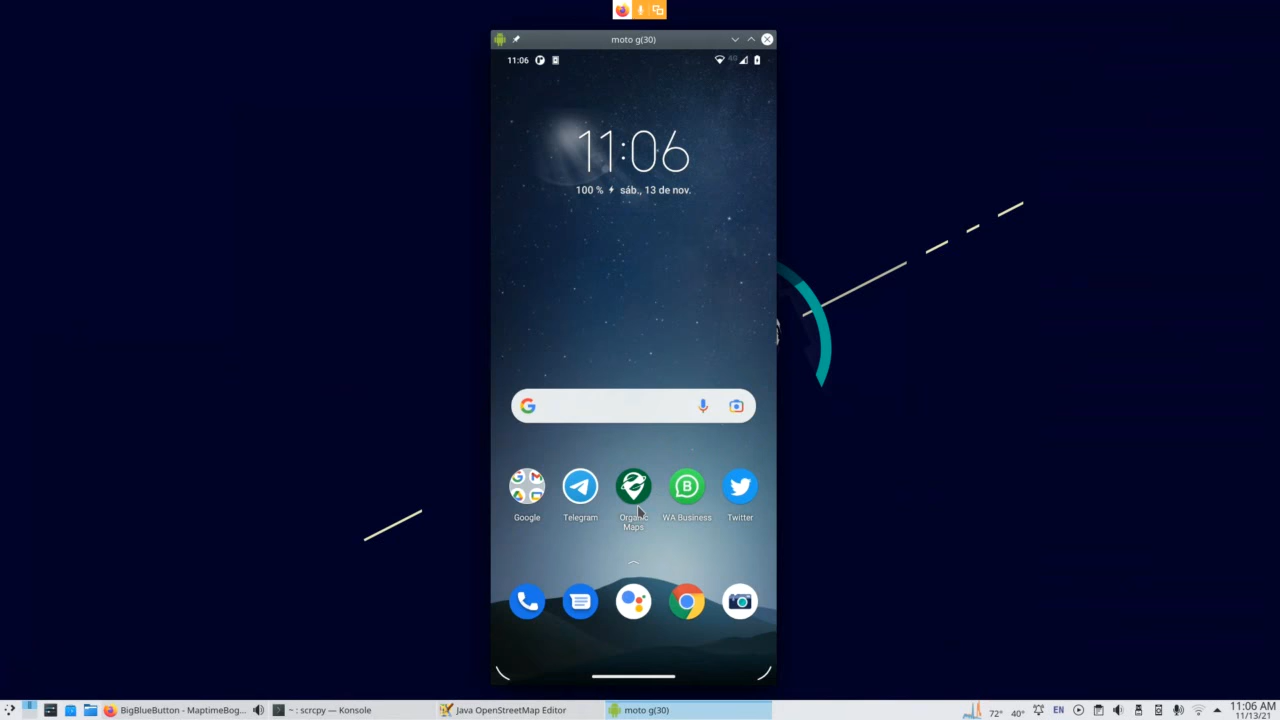 moto g(30)
11:06
4G
11:06
100 % sáb., 13 de nov.
Google
Telegram
Organic
Maps
WA Business
Twitter
BigBlueButton - MaptimeBog...
~ : scrcpy — Konsole
Java OpenStreetMap Editor
moto g(30)
72°
40°
EN
11:06 AM
11/13/21